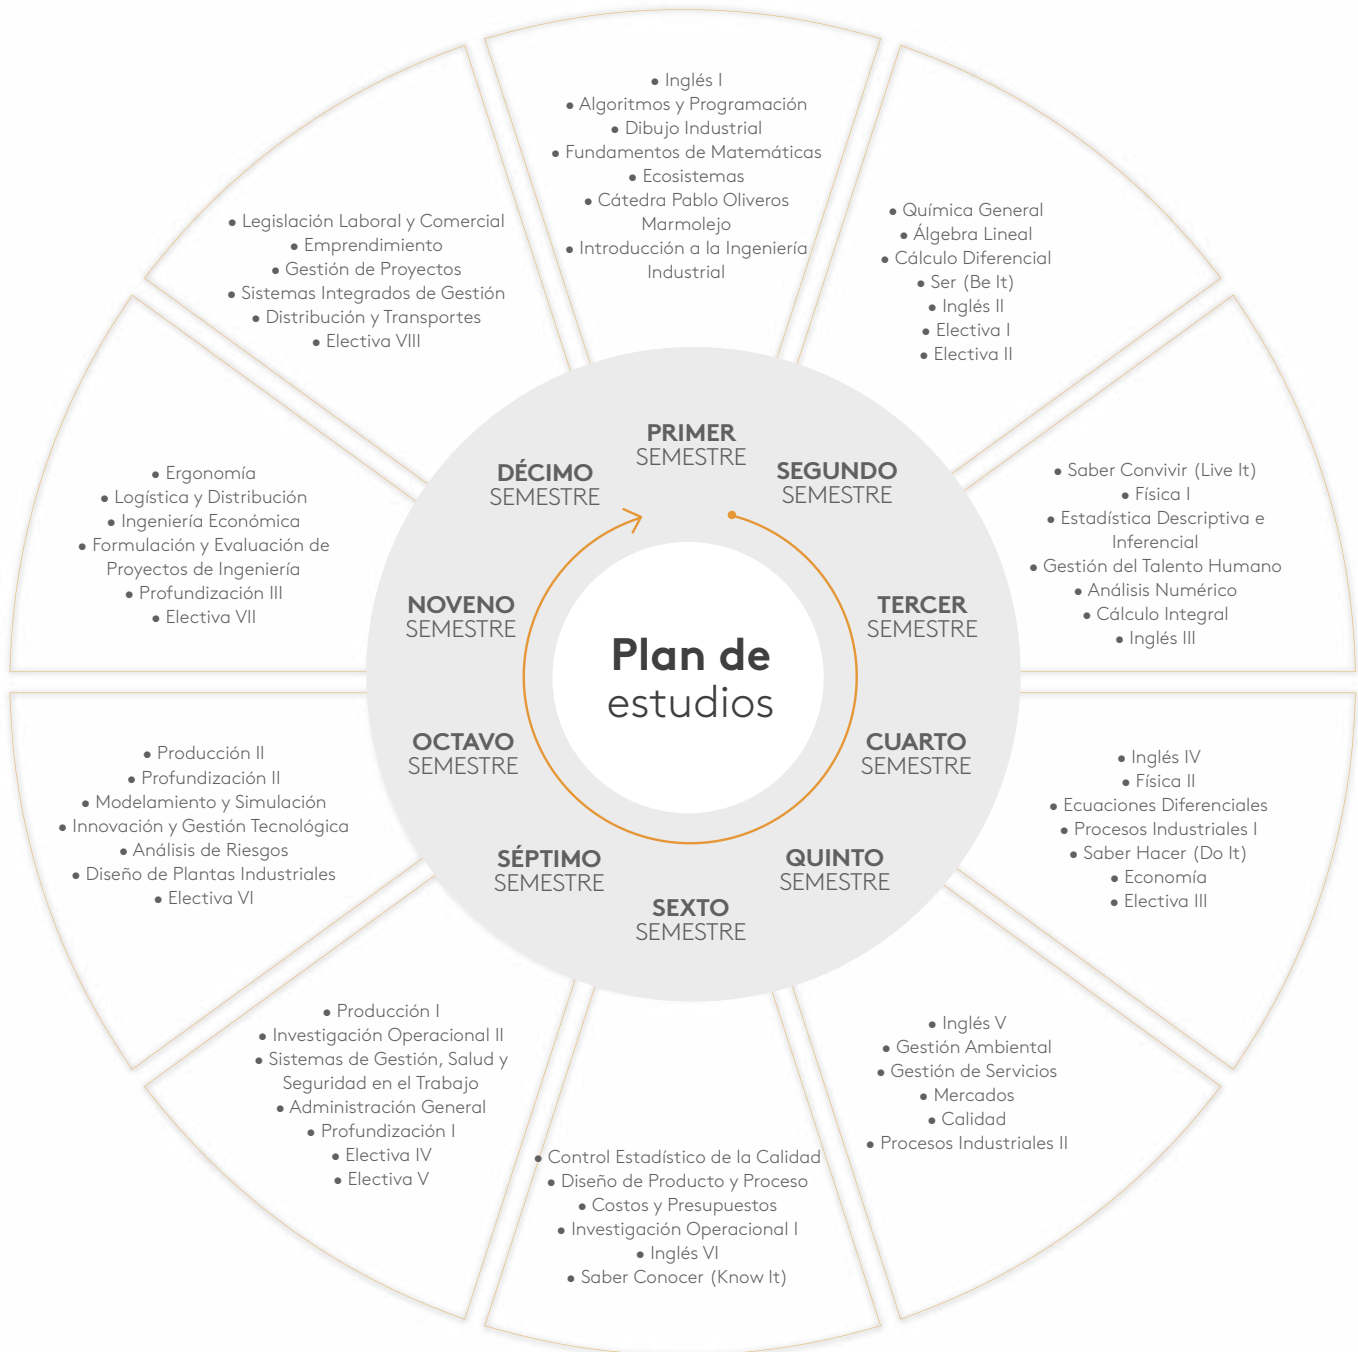 Plan de
estudios
PRIMER
SEMESTRE
● Inglés I
● Algoritmos y Programación
● Dibujo Industrial
● Fundamentos de Matemáticas
● Ecosistemas
● Cátedra Pablo Oliveros
Marmolejo
● Introducción a la Ingeniería
Industrial
SEGUNDO
SEMESTRE
● Química General
● Álgebra Lineal
● Cálculo Diferencial
● Ser (Be It)
● Inglés II
● Electiva I
● Electiva II
TERCER
SEMESTRE
● Saber Convivir (Live It)
● Física I
● Estadística Descriptiva e
Inferencial
● Gestión del Talento Humano
● Análisis Numérico
● Cálculo Integral
● Inglés III
CUARTO
SEMESTRE
● Inglés IV
● Física II
● Ecuaciones Diferenciales
● Procesos Industriales I
● Saber Hacer (Do It)
● Economía
● Electiva III
QUINTO
SEMESTRE
● Inglés V
● Gestión Ambiental
● Gestión de Servicios
● Mercados
● Calidad
● Procesos Industriales II
SEXTO
SEMESTRE
● Control Estadístico de la Calidad
● Diseño de Producto y Proceso
● Costos y Presupuestos
● Investigación Operacional I
● Inglés VI
● Saber Conocer (Know It)
SÉPTIMO
SEMESTRE
● Producción I
● Investigación Operacional II
● Sistemas de Gestión, Salud y
Seguridad en el Trabajo
● Administración General
● Profundización I
● Electiva IV
● Electiva V
OCTAVO
SEMESTRE
● Producción II
● Profundización II
● Modelamiento y Simulación
● Innovación y Gestión Tecnológica
● Análisis de Riesgos
● Diseño de Plantas Industriales
● Electiva VI
NOVENO
SEMESTRE
● Ergonomía
● Logística y Distribución
● Ingeniería Económica
● Formulación y Evaluación de
Proyectos de Ingeniería
● Profundización III
● Electiva VII
DÉCIMO
SEMESTRE
● Legislación Laboral y Comercial
● Emprendimiento
● Gestión de Proyectos
● Sistemas Integrados de Gestión
● Distribución y Transportes
● Electiva VIII